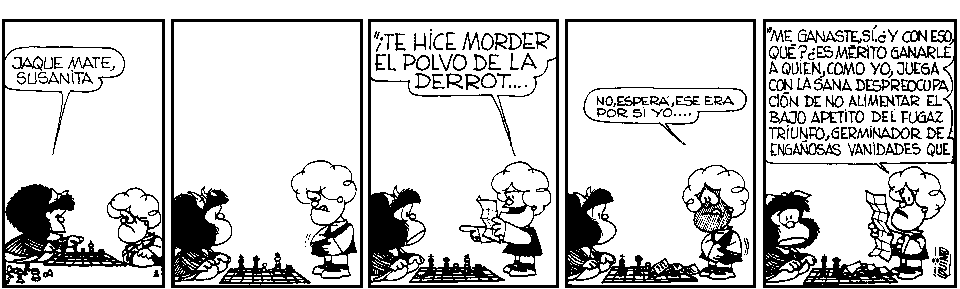 JAQUE MATE,
SUSANITA
"¡TE HICE MORDER
EL POLVO DE LA
DERROT....
NO, ESPERA, ESE ERA
POR SI YO....
"ME GANASTE, SÍ ¿Y CON ESO,
QUÉ? ¿ES MÉRITO GANARLE
A QUIEN, COMO YO, JUEGA
CON LA SANA DESPREOCUPA
CIÓN DE NO ALIMENTAR EL
BAJO APETITO DEL FUGAZ
TRIUNFO, GERMINADOR DE
ENGAÑOSAS VANIDADES QUE
QUINO